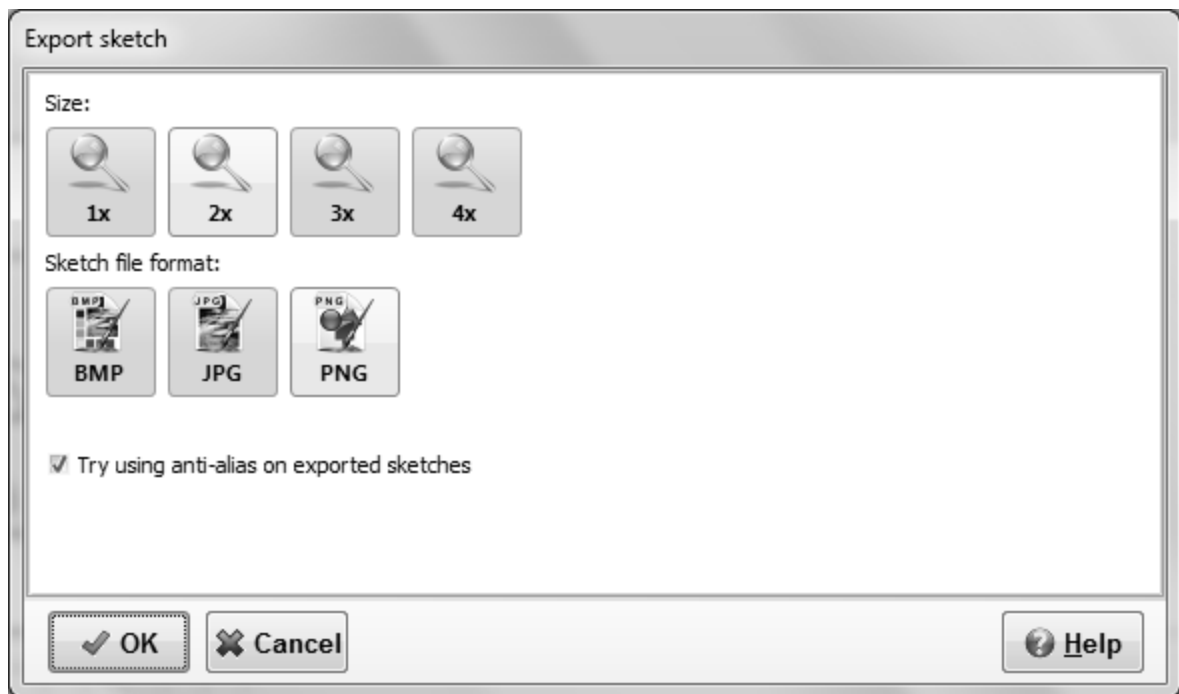 Export sketch
Size:
1x 2x 3x 4x
Sketch file format:
BMP JPG PNG
BMP JPG PNG
Try using anti-alias on exported sketches
OK Cancel Help